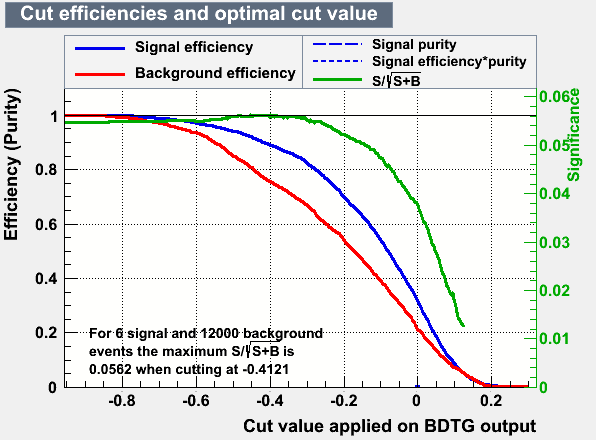 Cut efficiencies and optimal cut value
Signal efficiency
Background efficiency
Signal purity
Signal efficiency*purity
S/√S+B
Efficiency (Purity)
1
0.8
0.6
0.4
0.2
0
0.06
0.05
0.04
0.03
0.02
0.01
0
Significance
For 6 signal and 12000 background
events the maximum S/√S+B is
0.0562 when cutting at -0.4121
-0.8 -0.6 -0.4 -0.2 0 0.2
Cut value applied on BDTG output